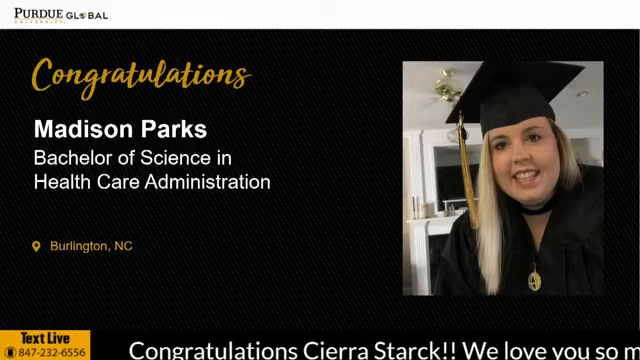 PURDUE GLOBAL
UNIVERSITY
Congratulations
Madison Parks
Bachelor of Science in
Health Care Administration
Burlington, NC
Text Live
847-232-6556
Congratulations Cierra Starck!! We love you so m